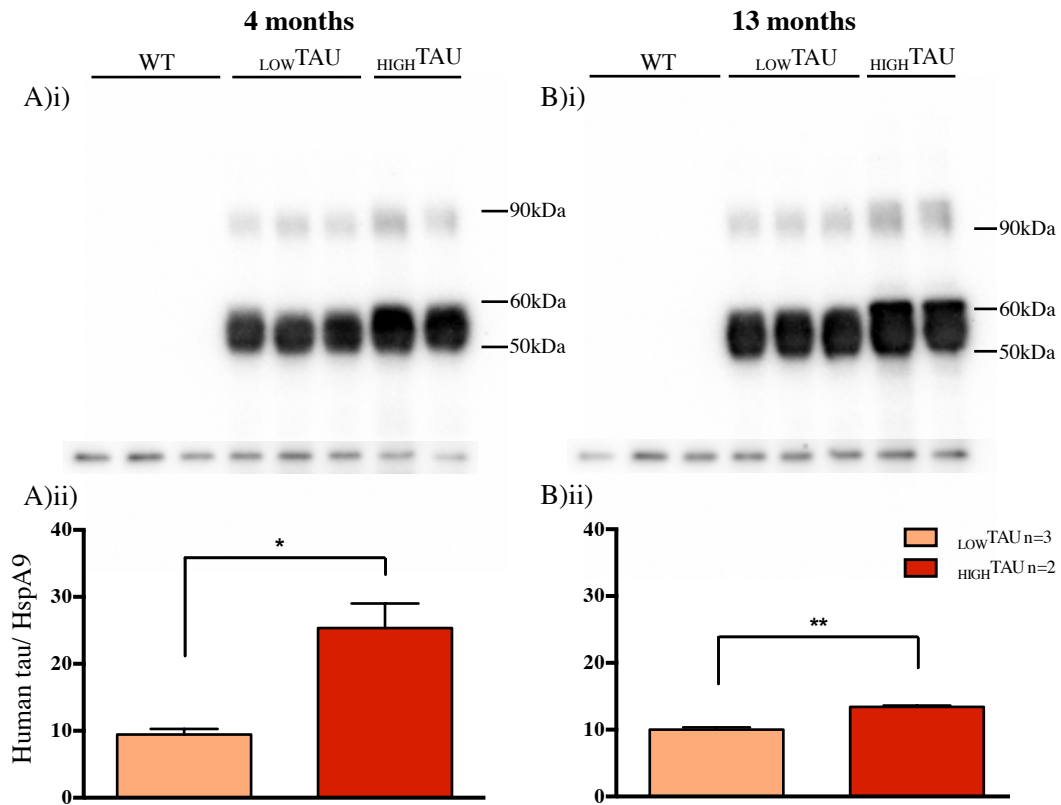 4 months
13 months
WT
LOWTAU
HIGHTAU
WT
LOWTAU
HIGHTAU
A)i)
B)i)
90kDa
60kDa
50kDa
90kDa
60kDa
50kDa
A)ii)
B)ii)
Human tau/ HspA9
40
30
20
10
0
*
40
30
20
10
0
**
LOWTAU n=3
HIGHTAU n=2